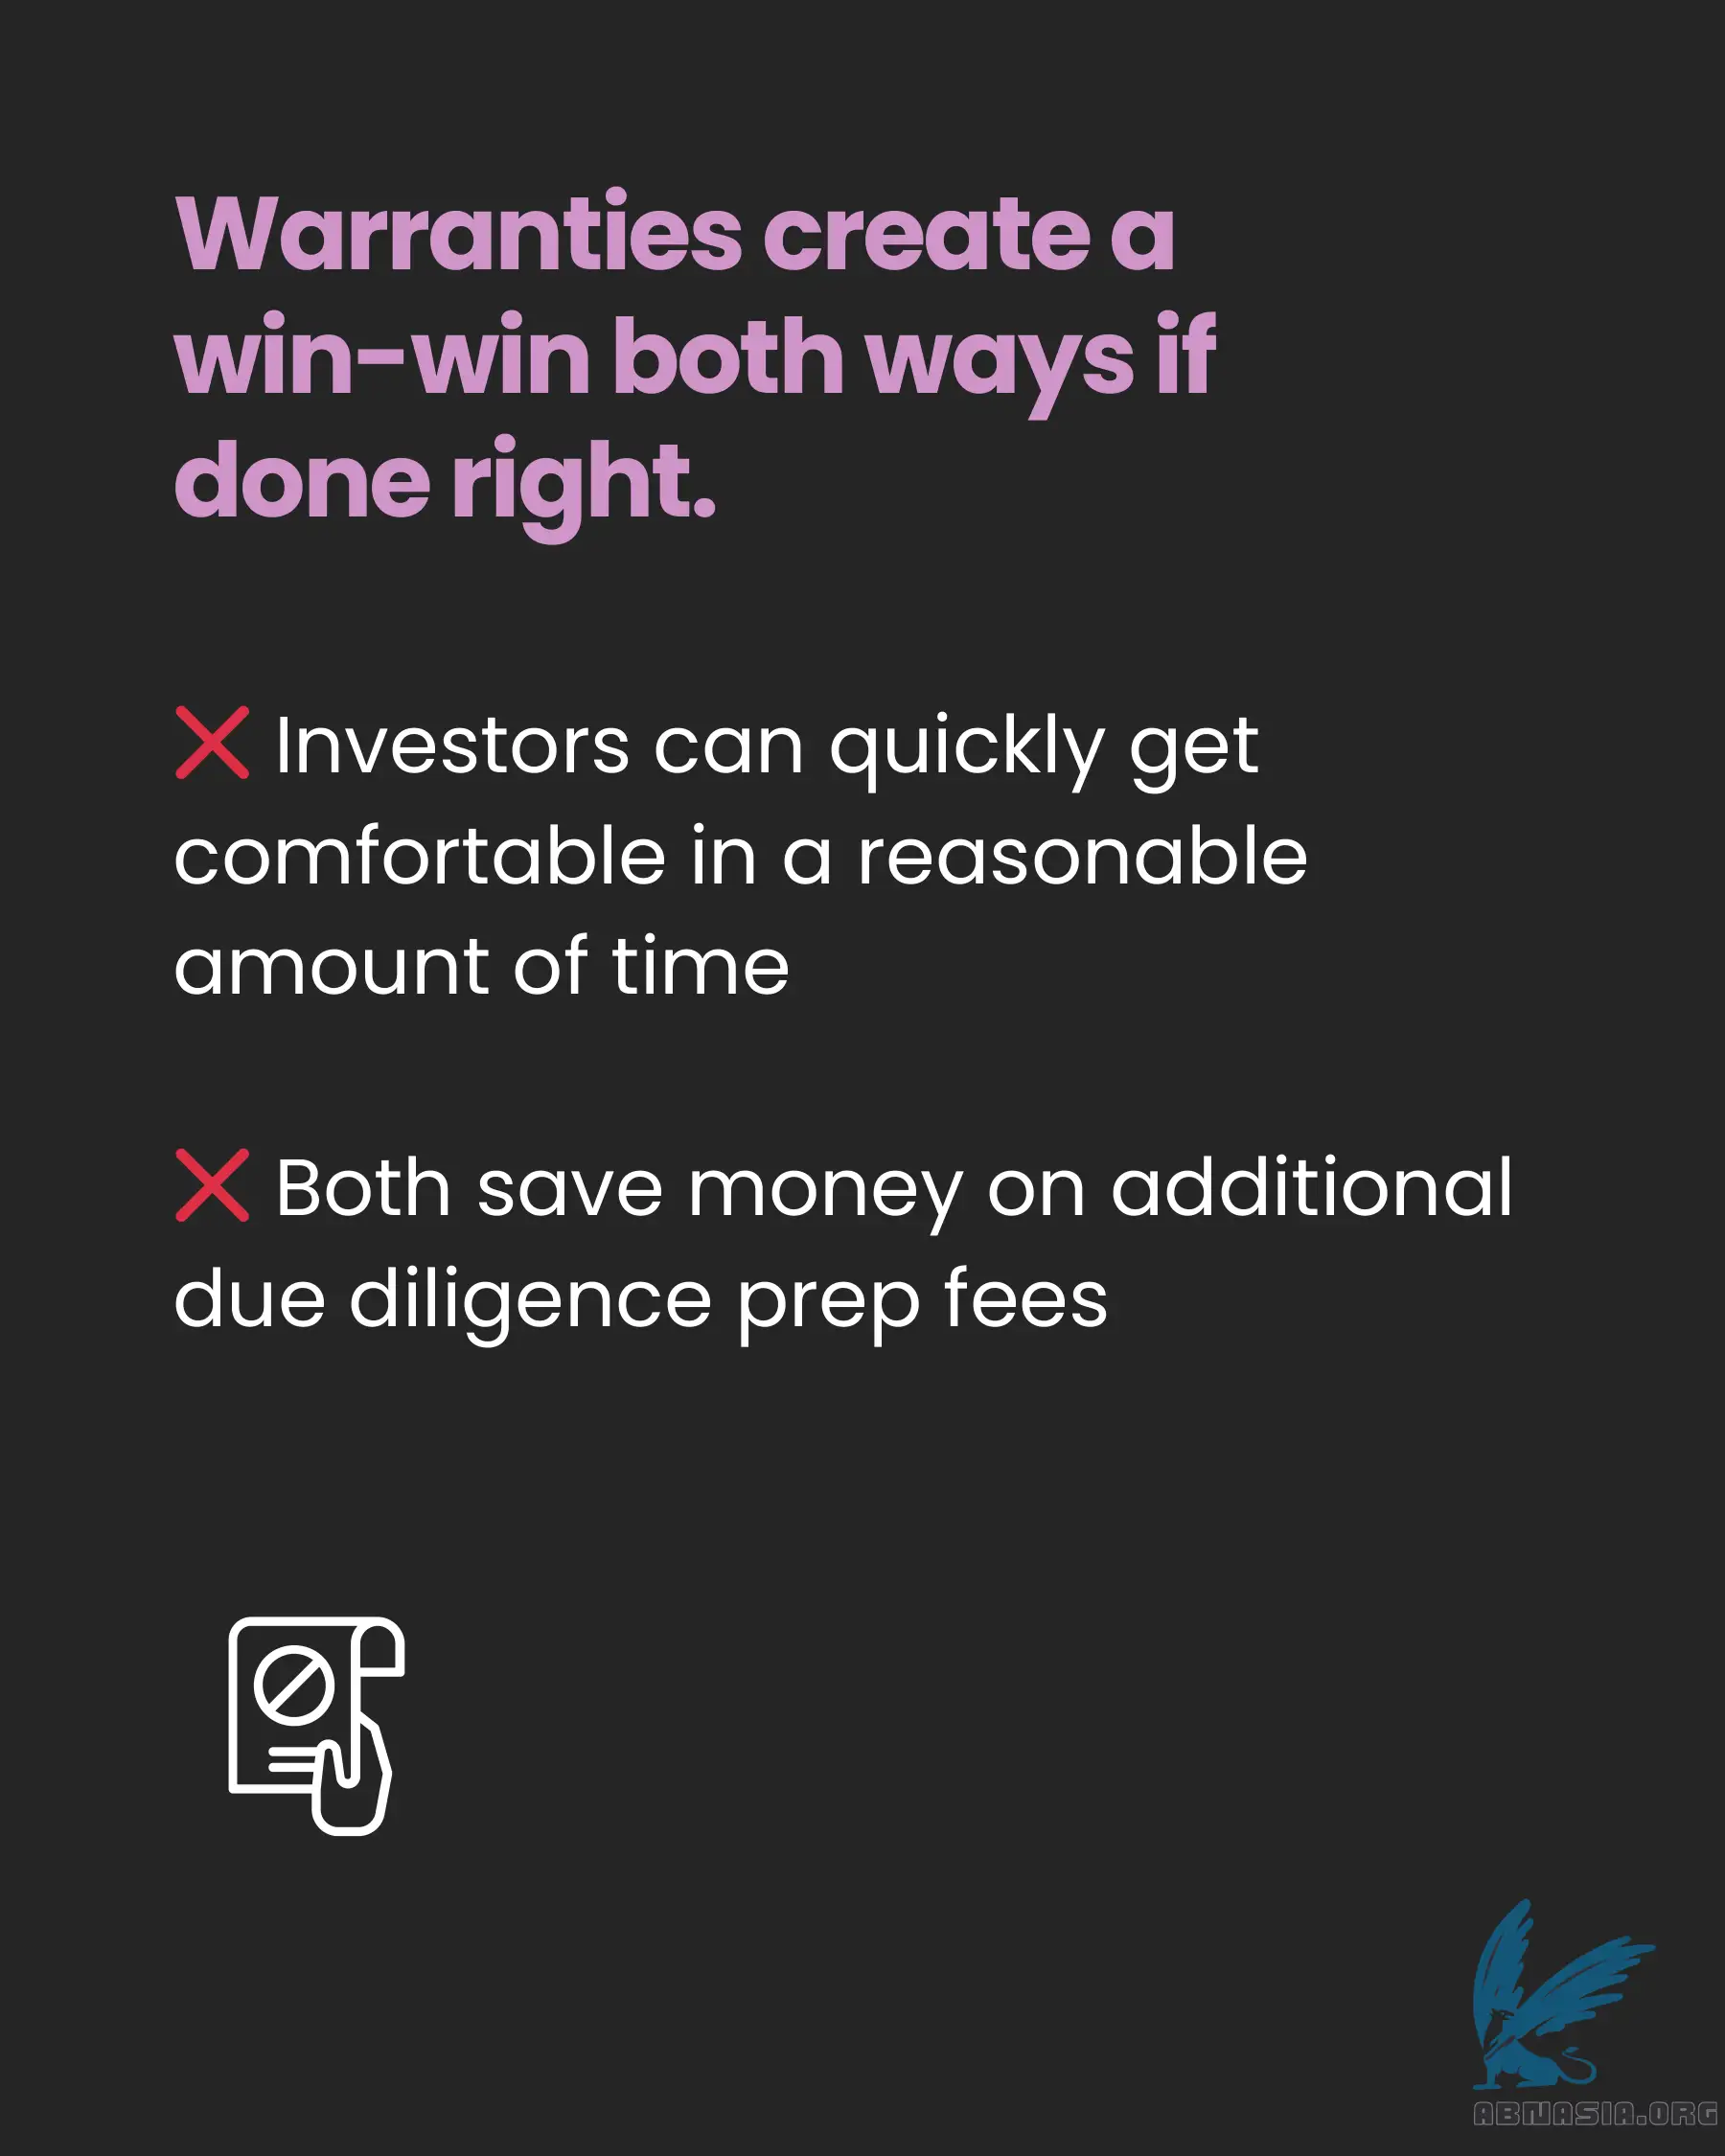 Warranties create a
win-win both ways if
done right.
❌ Investors can quickly get
comfortable in a reasonable
amount of time
❌ Both save money on additional
due diligence prep fees
ABNASIA.ORG